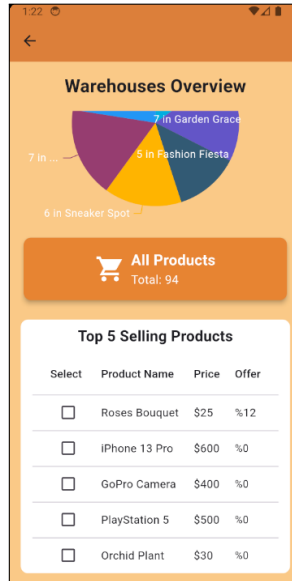 1:22
Warehouses Overview
7 in Garden Grace
5 in Fashion Fiesta
7 in ...
6 in Sneaker Spot
All Products
Total: 94
Top 5 Selling Products
Select Product Name Price Offer
Roses Bouquet $25 %12
iPhone 13 Pro $600 %0
GoPro Camera $400 %0
PlayStation 5 $500 %0
Orchid Plant $30 %0